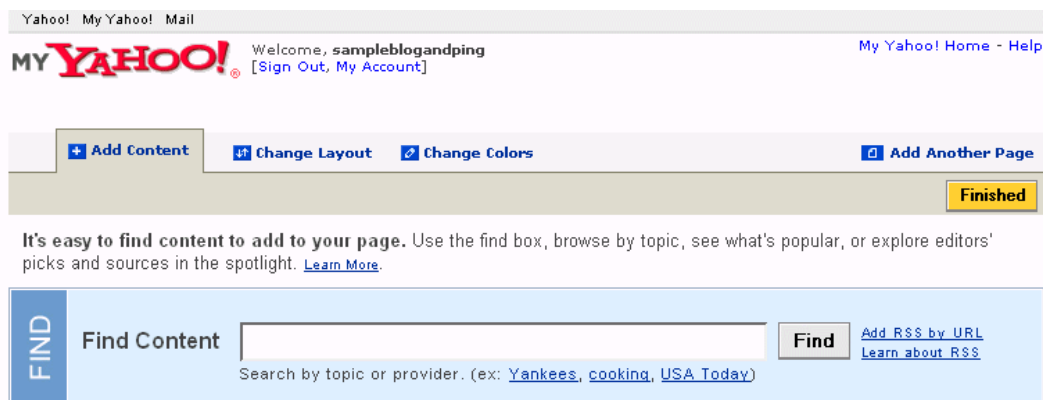 Yahoo! My Yahoo! Mail
MY YAHOO!® Welcome, sampleblogandping
[Sign Out, My Account]
My Yahoo! Home - Help
Add Content Change Layout Change Colors Add Another Page
Finished
It's easy to find content to add to your page. Use the find box, browse by topic, see what's popular, or explore editors'
picks and sources in the spotlight. Learn More.
FIND
Find Content Find Add RSS by URL
Learn about RSS
Search by topic or provider. (ex: Yankees, cooking, USA Today)